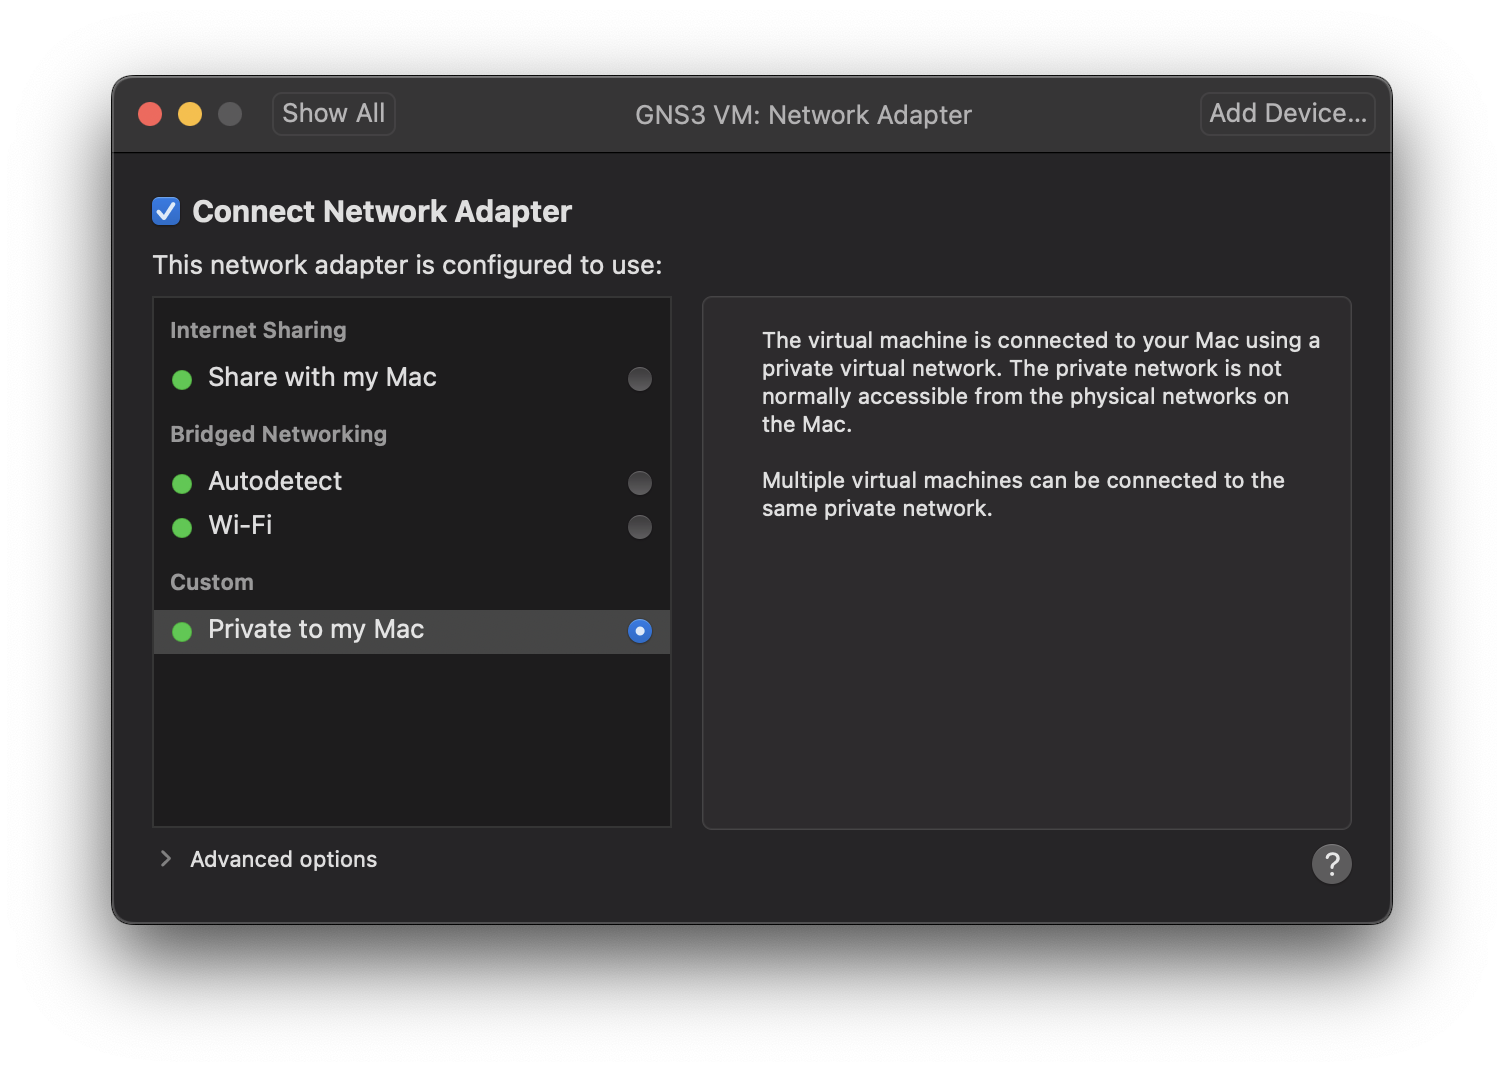 Show All
GNS3 VM: Network Adapter
Add Device...
Connect Network Adapter
This network adapter is configured to use:
Internet Sharing
Share with my Mac
Bridged Networking
Autodetect
Wi-Fi
Custom
Private to my Mac
The virtual machine is connected to your Mac using a
private virtual network. The private network is not
normally accessible from the physical networks on
the Mac.
Multiple virtual machines can be connected to the
same private network.
Advanced options
?